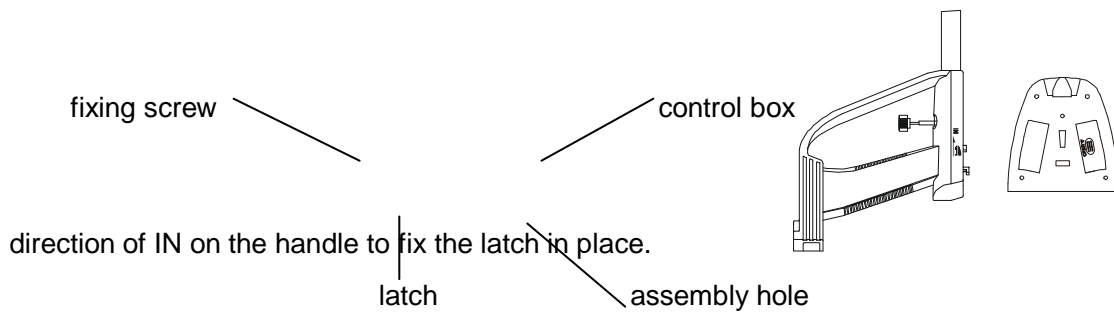 fixing screw
control box
direction of IN on the handle to fix the latch in place.
latch
assembly hole